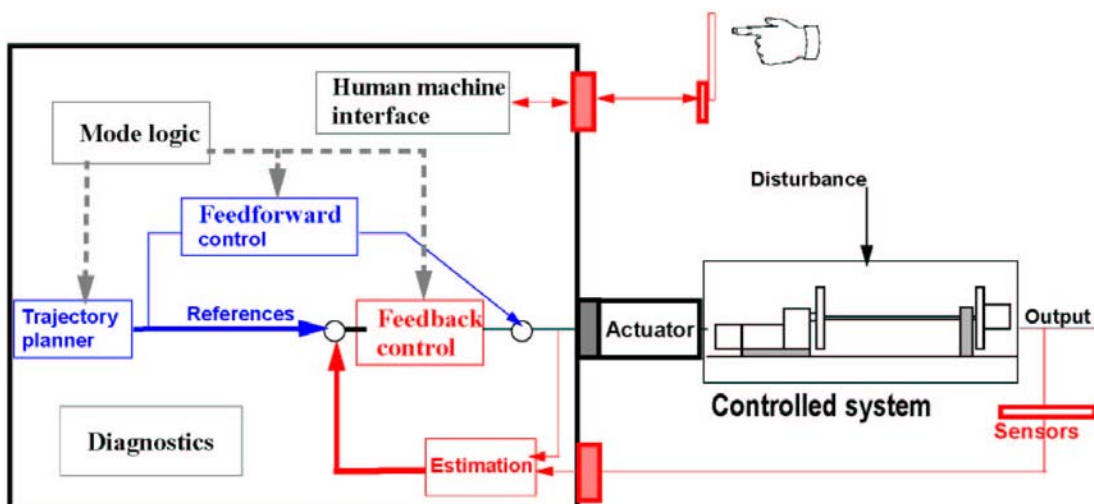 Human machine
interface
Mode logic
Disturbance
Feedforward
control
Trajectory
planner
References
Feedback
control
Actuator
Output
Controlled system
Diagnostics
Estimation
Sensors